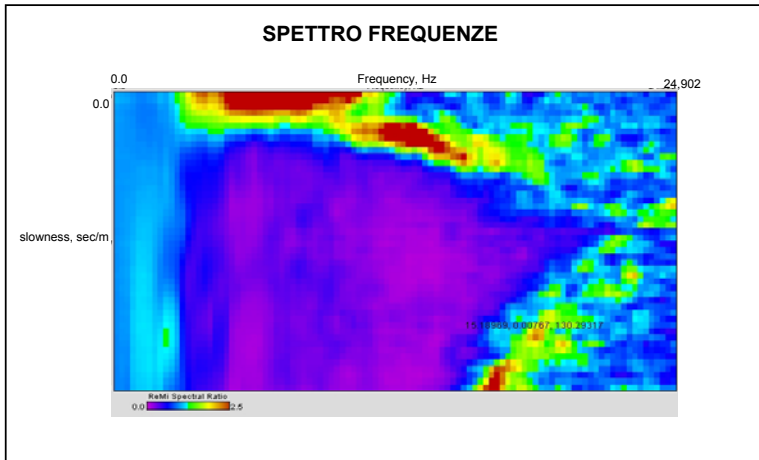 SPETTRO FREQUENZE
0.0 Frequency, Hz 24,902
0.0
slowness, sec/m
0.00767, 130.29317
ReMi Spectral Ratio
0.0 2.5